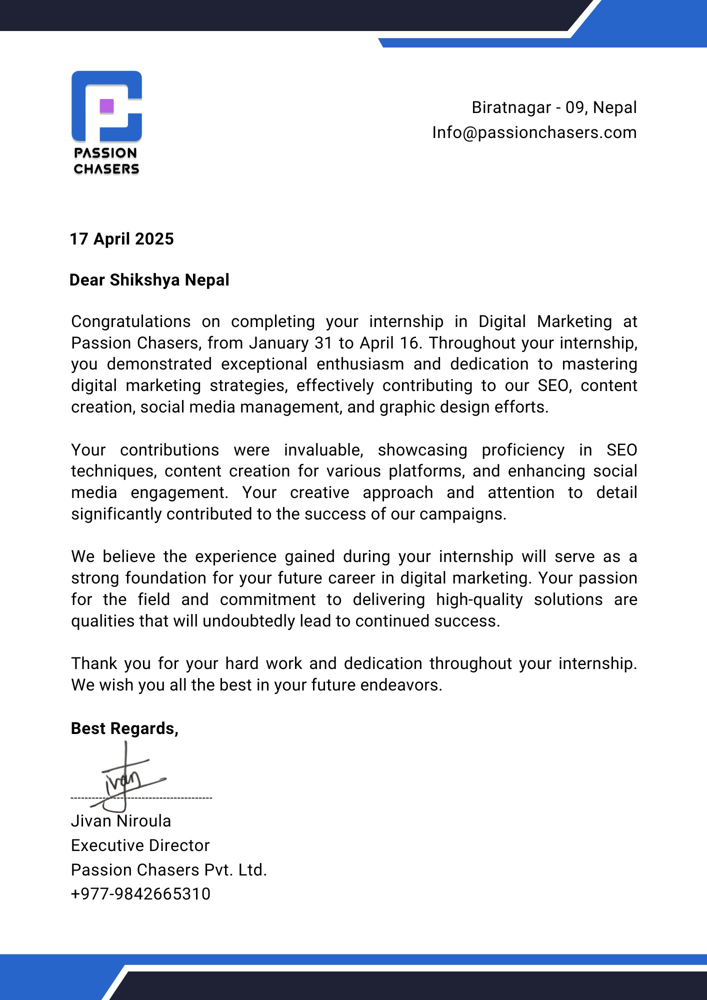 PASSION
CHASERS
Biratnagar - 09, Nepal
Info@passionchasers.com
17 April 2025
Dear Shikshya Nepal
Congratulations on completing your internship in Digital Marketing at
Passion Chasers, from January 31 to April 16. Throughout your internship,
you demonstrated exceptional enthusiasm and dedication to mastering
digital marketing strategies, effectively contributing to our SEO, content
creation, social media management, and graphic design efforts.
Your contributions were invaluable, showcasing proficiency in SEO
techniques, content creation for various platforms, and enhancing social
media engagement. Your creative approach and attention to detail
significantly contributed to the success of our campaigns.
We believe the experience gained during your internship will serve as a
strong foundation for your future career in digital marketing. Your passion
for the field and commitment to delivering high-quality solutions are
qualities that will undoubtedly lead to continued success.
Thank you for your hard work and dedication throughout your internship.
We wish you all the best in your future endeavors.
Best Regards,
Jivan
Jivan Niroula
Executive Director
Passion Chasers Pvt. Ltd.
+977-9842665310